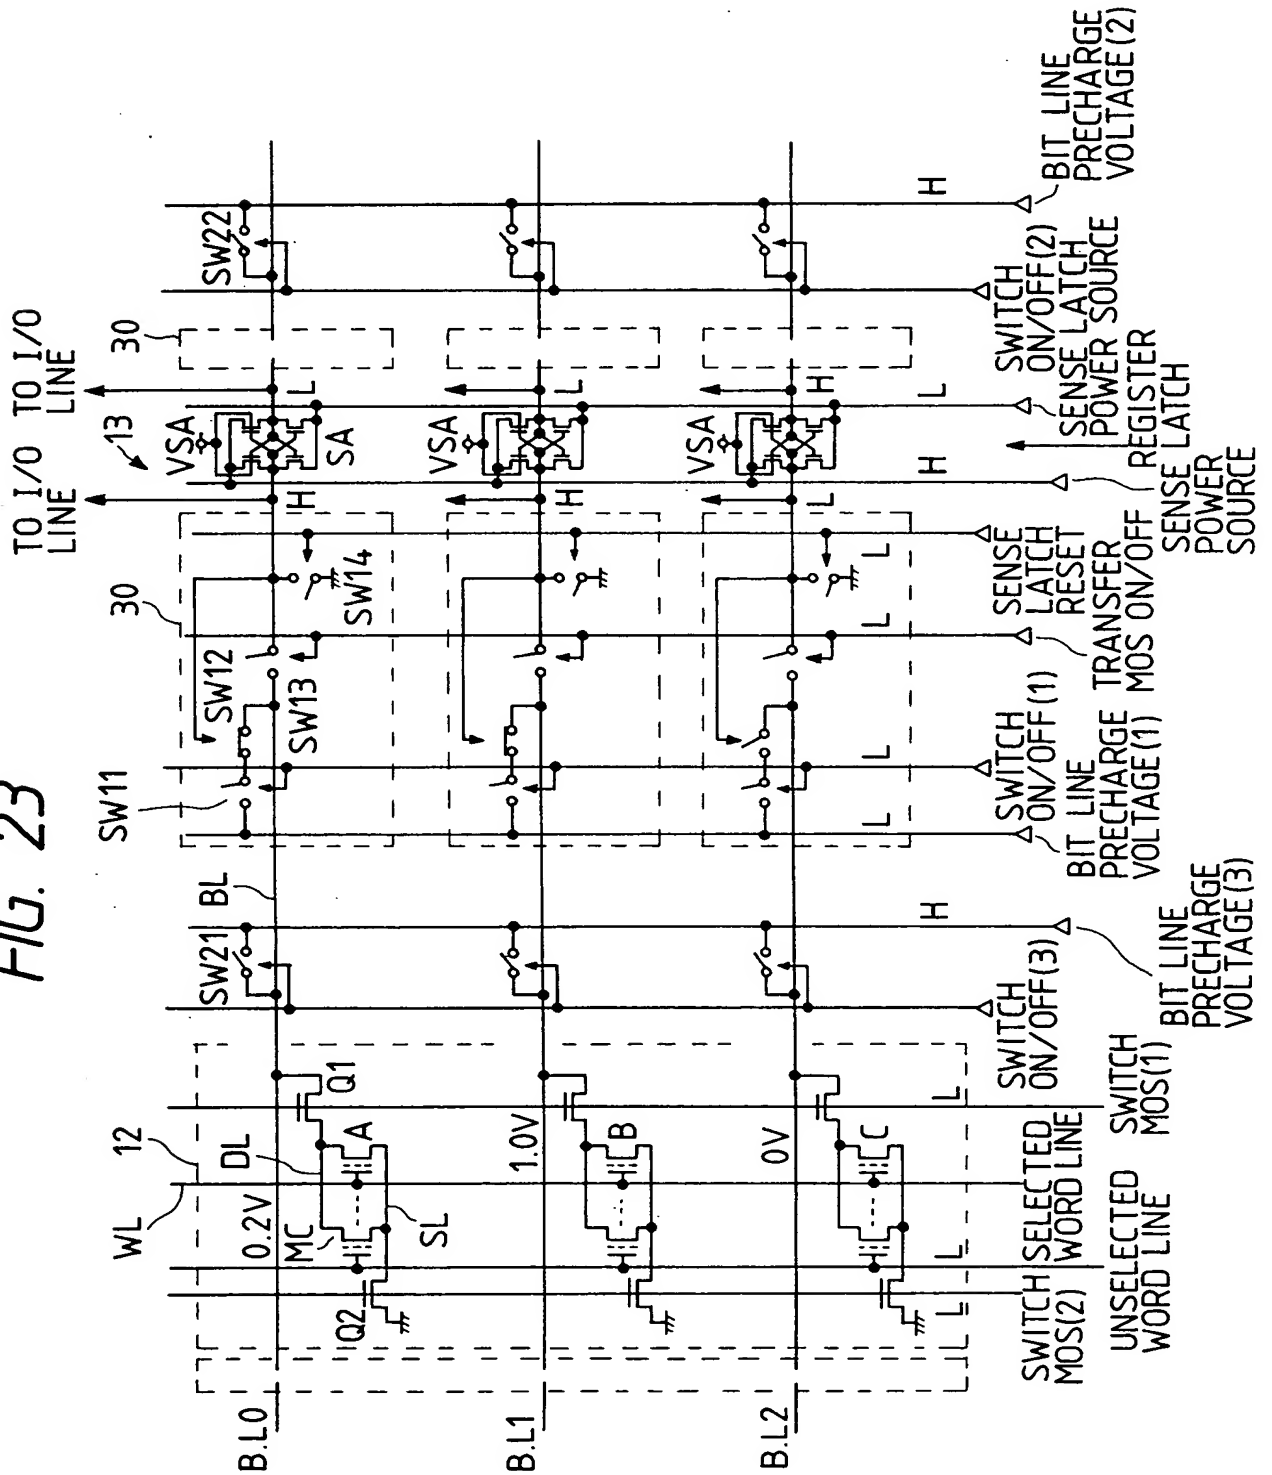 FIG. 23
TO I/O
LINE
TO I/O
LINE
13
30
30
SW11
SW12
SW13
SW14
VSA
SA
H
L
SW22
BL
SW21
12
WL
DL
0.2V
MC
A
SL
Q1
Q2
B.L0
VSA
H
L
1.0V
B
B.L1
VSA
L
H
0V
C
B.L2
L
L
L
H
L
L
L
L
H
L
H
SWITCH
MOS(2)
UNSELECTED
WORD LINE
SELECTED
WORD LINE
SWITCH
MOS(1)
SWITCH
ON/OFF(3)
BIT LINE
PRECHARGE
VOLTAGE(3)
BIT LINE
PRECHARGE
VOLTAGE(1)
SWITCH
ON/OFF(1)
TRANSFER
MOS ON/OFF
SENSE
LATCH
RESET
SENSE LATCH
POWER
SOURCE
REGISTER
SENSE LATCH
POWER SOURCE
SWITCH
ON/OFF(2)
BIT LINE
PRECHARGE
VOLTAGE(2)